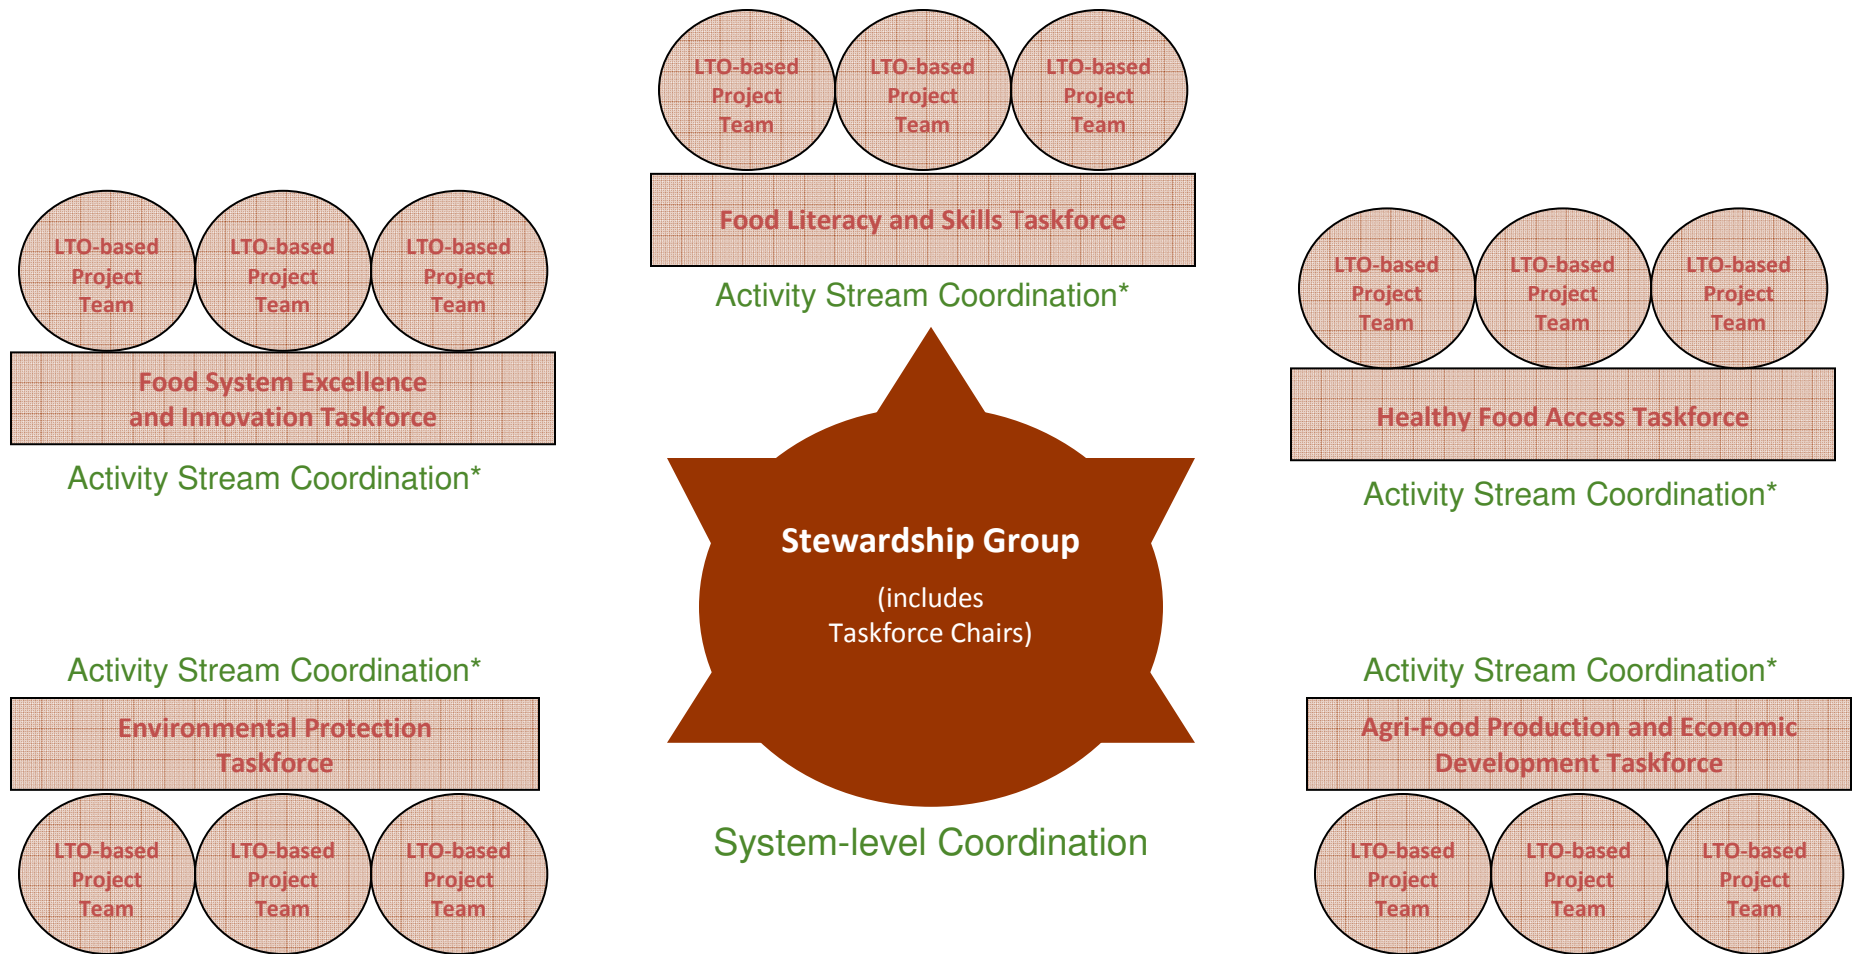 LTO-based
Project
Team
LTO-based
Project
Team
LTO-based
Project
Team
Food Literacy and Skills Taskforce
Activity Stream Coordination*
LTO-based
Project
Team
LTO-based
Project
Team
LTO-based
Project
Team
Food System Excellence
and Innovation Taskforce
Activity Stream Coordination*
LTO-based
Project
Team
LTO-based
Project
Team
LTO-based
Project
Team
Healthy Food Access Taskforce
Activity Stream Coordination*
Stewardship Group
(includes
Taskforce Chairs)
System-level Coordination
Activity Stream Coordination*
Environmental Protection
Taskforce
LTO-based
Project
Team
LTO-based
Project
Team
LTO-based
Project
Team
Activity Stream Coordination*
Agri-Food Production and Economic
Development Taskforce
LTO-based
Project
Team
LTO-based
Project
Team
LTO-based
Project
Team